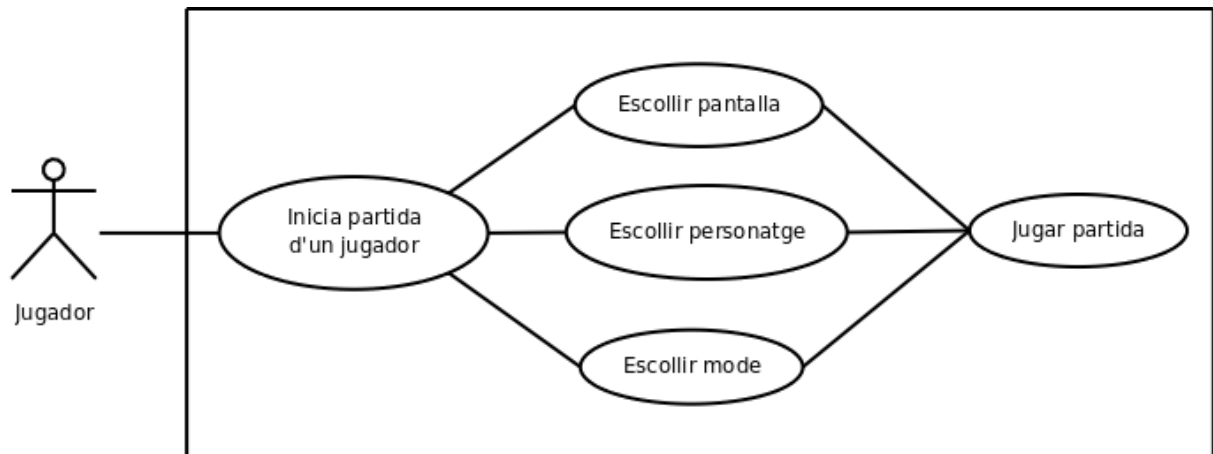 Escollir pantalla
Inicia partida
d'un jugador
Escollir personatge
Jugar partida
Jugador
Escollir mode